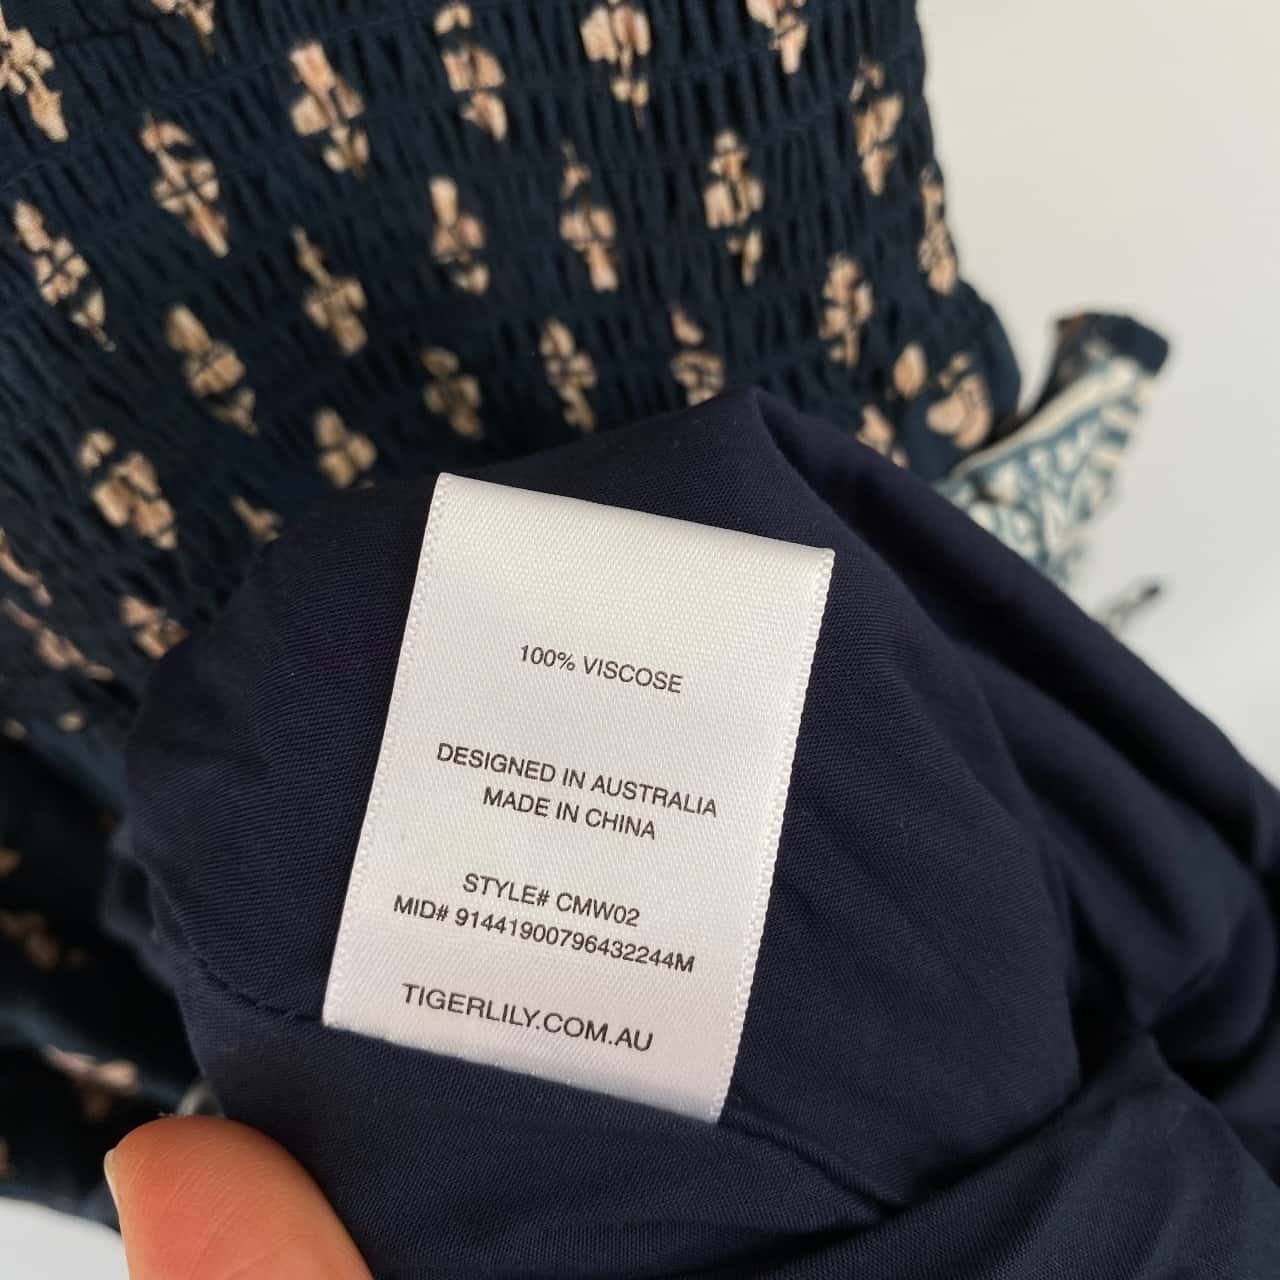 100% VISCOSE
DESIGNED IN AUSTRALIA
MADE IN CHINA
STYLE# CMW02
MID# 91441900796432244M
TIGERLILY.COM.AU